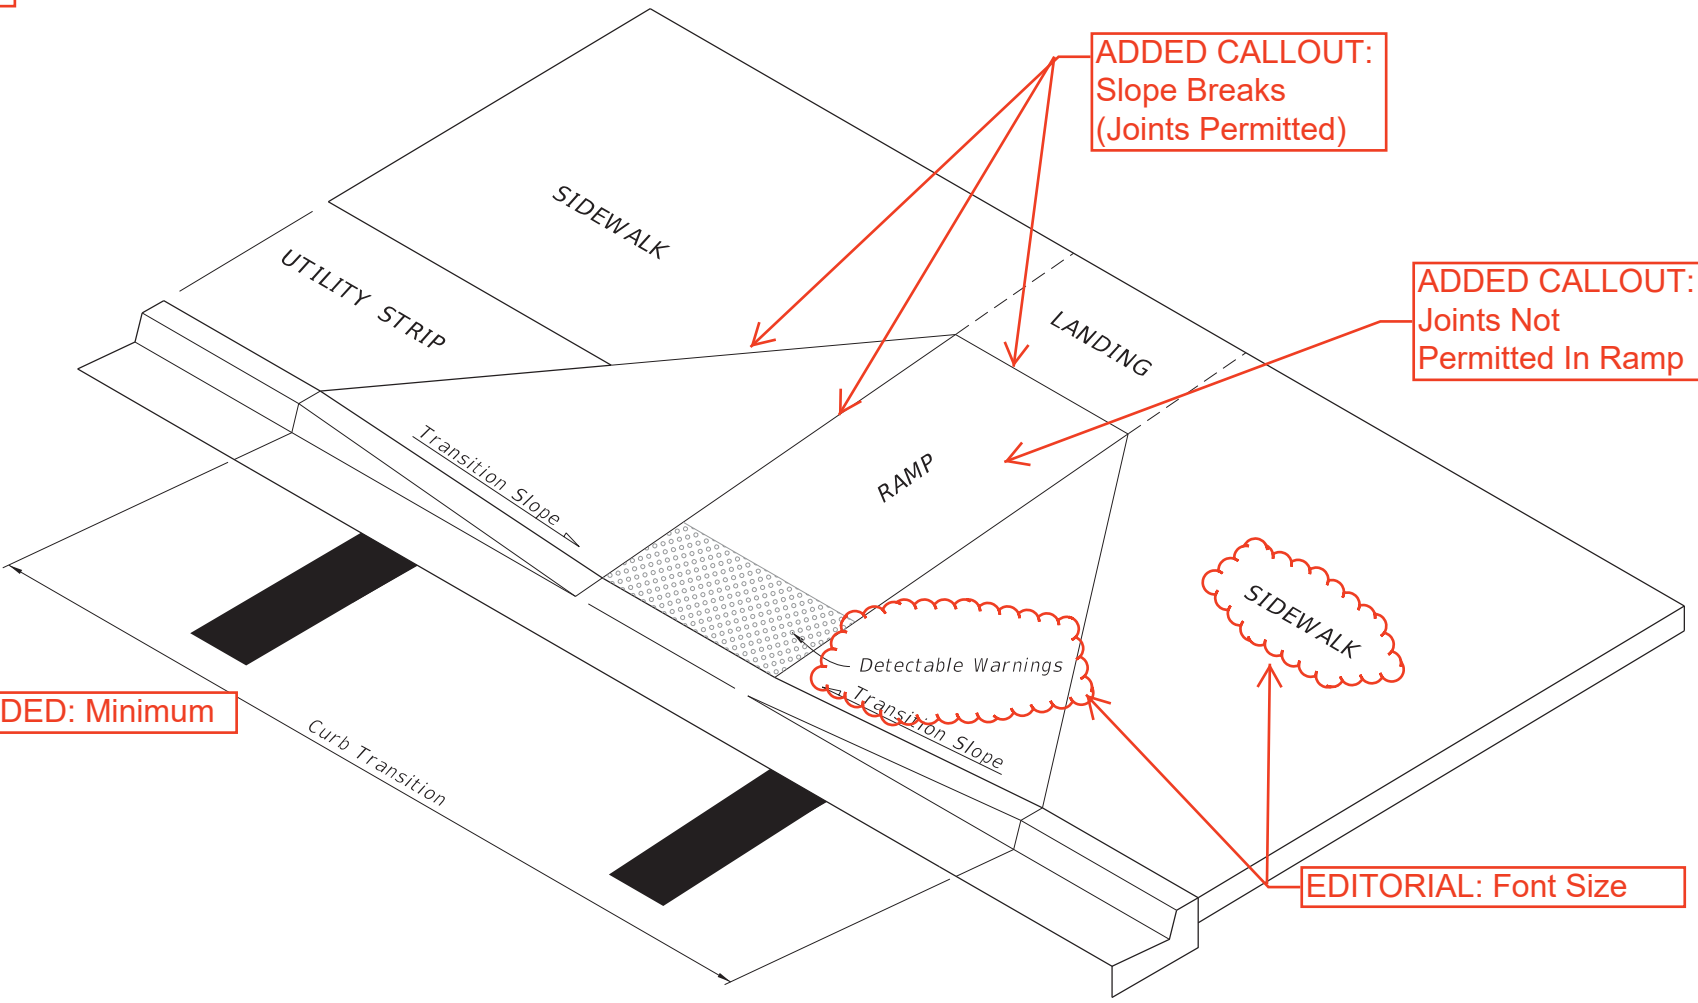 ADDED CALLOUT:
Slope Breaks
(Joints Permitted)
SIDEWALK
UTILITY STRIP
ADDED CALLOUT:
Joints Not
Permitted In Ramp
LANDING
Transition Slope
RAMP
SIDEWALK
Detectable Warnings
Transition Slope
DED: Minimum
Curb Transition
EDITORIAL: Font Size